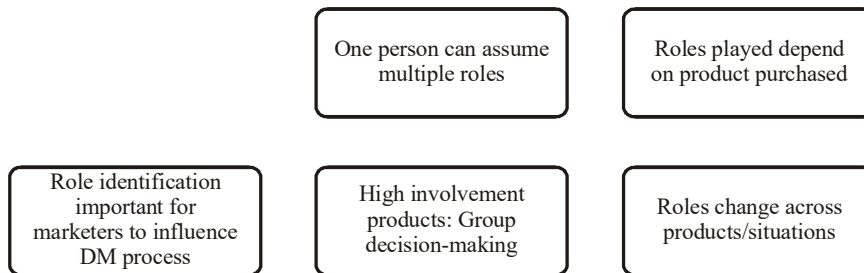 One person can assume
multiple roles
Roles played depend
on product purchased
Role identification
important for
marketers to influence
DM process
High involvement
products: Group
decision-making
Roles change across
products/situations